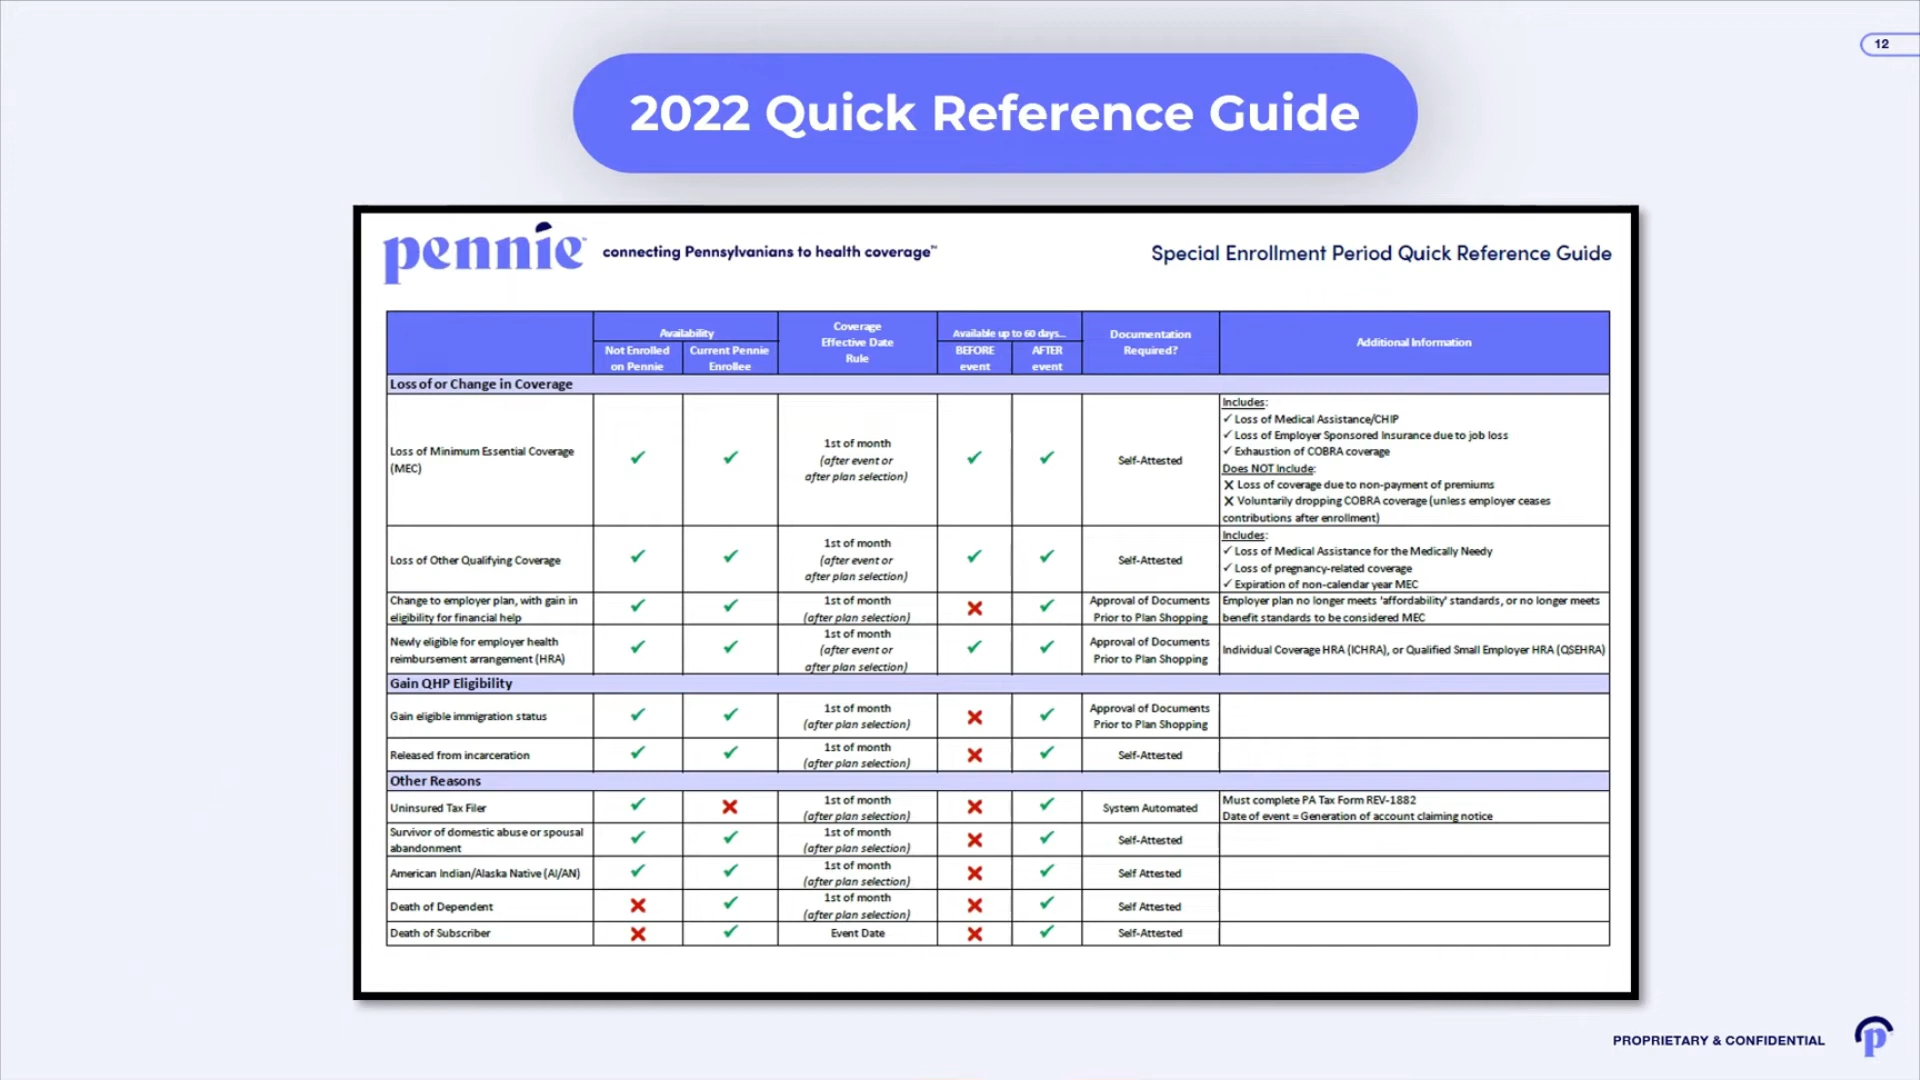 12
2022 Quick Reference Guide
pennie™ connecting Pennsylvanians to health coverage™ Special Enrollment Period Quick Reference Guide
Availability
Not Enrolled
on Pennie
Current Pennie
Enrollee
Coverage
Effective Date
Rule
Available up to 60 days...
BEFORE
event
AFTER
event
Documentation
Required?
Additional Information
Loss of or Change in Coverage
Loss of Minimum Essential Coverage
(MEC)
✓ ✓
1st of month
(after event or
after plan selection)
✓ ✓
Self-Attested
Includes:
✓ Loss of Medical Assistance/CHIP
✓ Loss of Employer Sponsored Insurance due to job loss
✓ Exhaustion of COBRA coverage
Does NOT Include:
X Loss of coverage due to non-payment of premiums
X Voluntarily dropping COBRA coverage (unless employer ceases
contributions after enrollment)
Loss of Other Qualifying Coverage
✓ ✓
1st of month
(after event or
after plan selection)
✓ ✓
Self-Attested
Includes:
✓ Loss of Medical Assistance for the Medically Needy
✓ Loss of pregnancy-related coverage
✓ Expiration of non-calendar year MEC
Change to employer plan, with gain in
eligibility for financial help
✓ ✓
1st of month
(after plan selection)
X ✓
Approval of Documents
Prior to Plan Shopping
Employer plan no longer meets 'affordability' standards, or no longer meets
benefit standards to be considered MEC
Newly eligible for employer health
reimbursement arrangement (HRA)
✓ ✓
1st of month
(after event or
after plan selection)
✓ ✓
Approval of Documents
Prior to Plan Shopping
Individual Coverage HRA (ICHRA), or Qualified Small Employer HRA (QSEHRA)
Gain QHP Eligibility
Gain eligible immigration status
✓ ✓
1st of month
(after plan selection)
X ✓
Approval of Documents
Prior to Plan Shopping
Released from incarceration
✓ ✓
1st of month
(after plan selection)
X ✓
Self-Attested
Other Reasons
Uninsured Tax Filer
✓ X
1st of month
(after plan selection)
X ✓
System Automated
Must complete PA Tax Form REV-1882
Date of event = Generation of account claiming notice
Survivor of domestic abuse or spousal
abandonment
✓ ✓
1st of month
(after plan selection)
X ✓
Self-Attested
American Indian/Alaska Native (AI/AN)
✓ ✓
1st of month
(after plan selection)
X ✓
Self Attested
Death of Dependent
X ✓
1st of month
(after plan selection)
X ✓
Self Attested
Death of Subscriber
X ✓
Event Date
X ✓
Self-Attested
PROPRIETARY & CONFIDENTIAL p